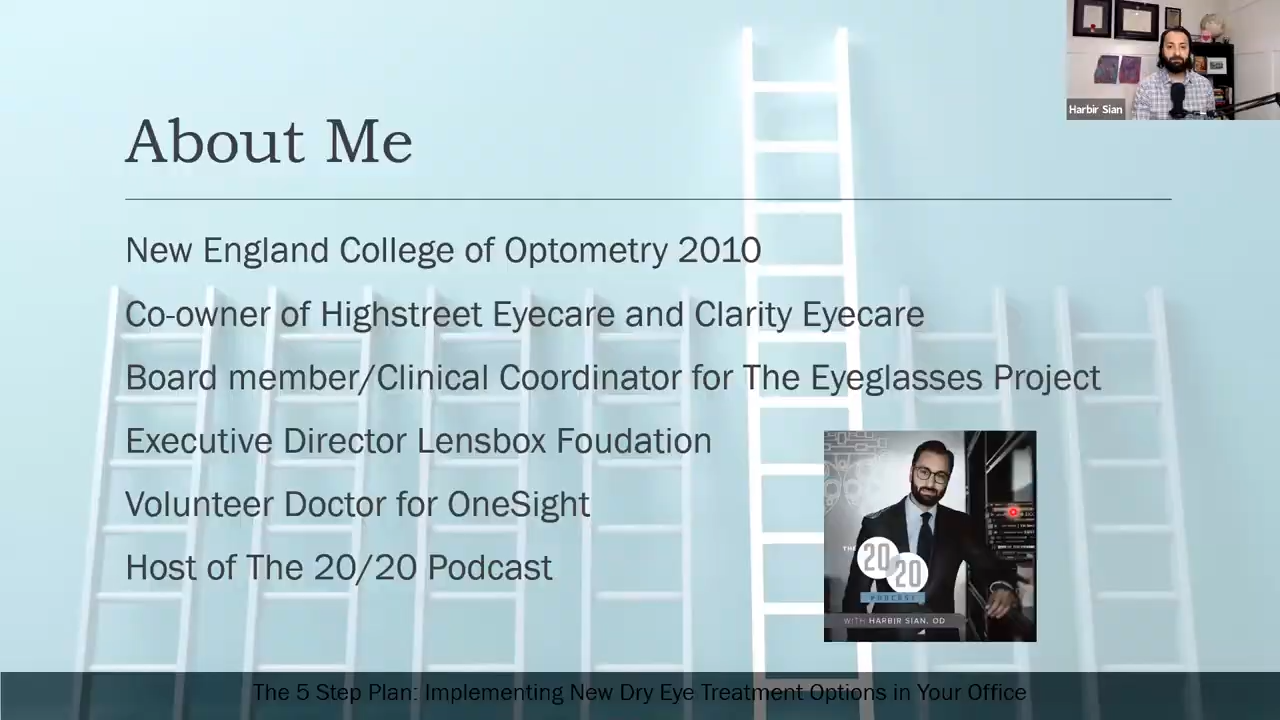 Harbir Sian
About Me
New England College of Optometry 2010
Co-owner of Highstreet Eyecare and Clarity Eyecare
Board member/Clinical Coordinator for The Eyeglasses Project
Executive Director Lensbox Foudation
Volunteer Doctor for OneSight
Host of The 20/20 Podcast
THE
20
20
PODCAST
WITH HARBIR SIAN, OD
The 5 Step Plan: Implementing New Dry Eye Treatment Options in Your Office